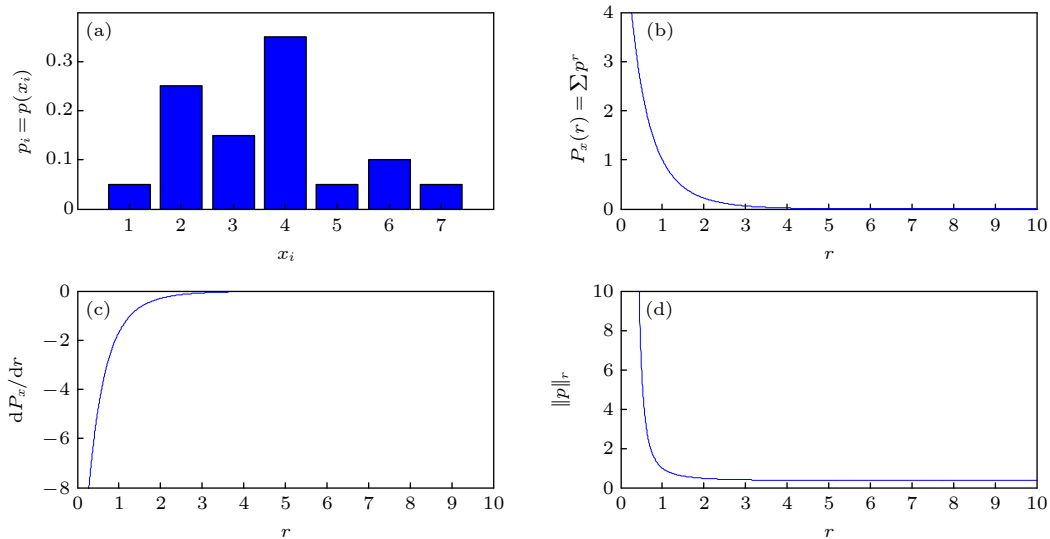 (a)
p_i = p(x_i)
0.3
0.1
0
1 2 3 4 5 6 7
x_i
(b)
P_x(r) = ∑p^r
4
3
2
1
0
0 1 2 3 4 5 6 7 8 9 10
r
(c)
dP_x/dr
0
−2
−4
−6
−8
0 1 2 3 4 5 6 7 8 9 10
r
(d)
‖p‖_r
10
8
6
4
2
0
0 1 2 3 4 5 6 7 8 9 10
r